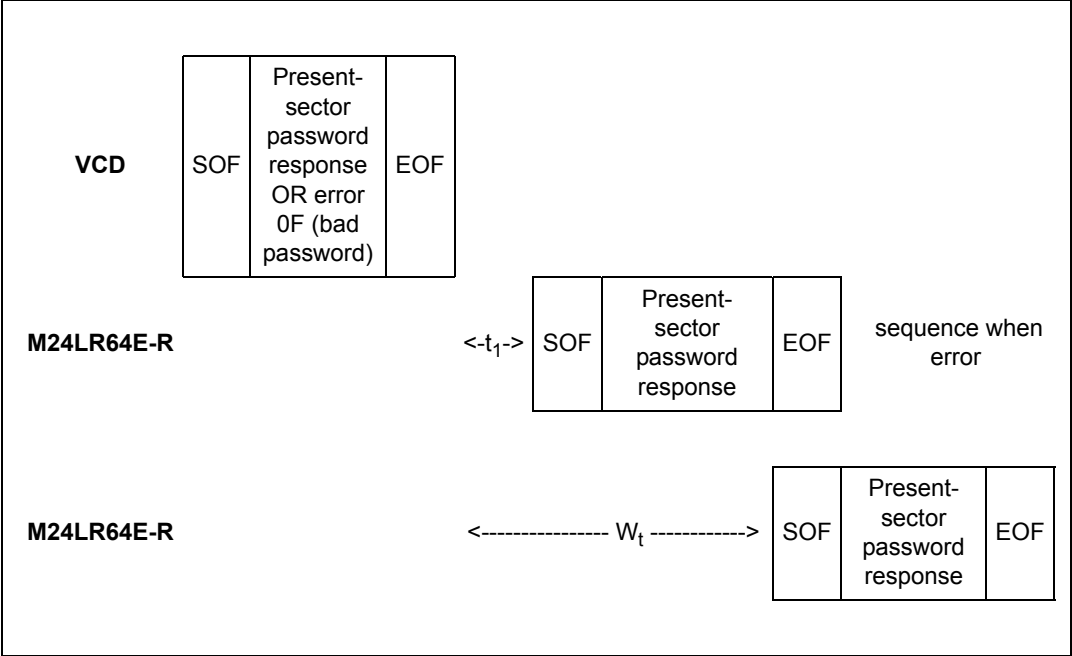 Present-
sector
password
VCD SOF response EOF
OR error
0F (bad
password)
Present-
sector
M24LR64E-R <-t1-> SOF password EOF sequence when
response error
Present-
sector
M24LR64E-R <---------------- Wt ------------> SOF password EOF
response